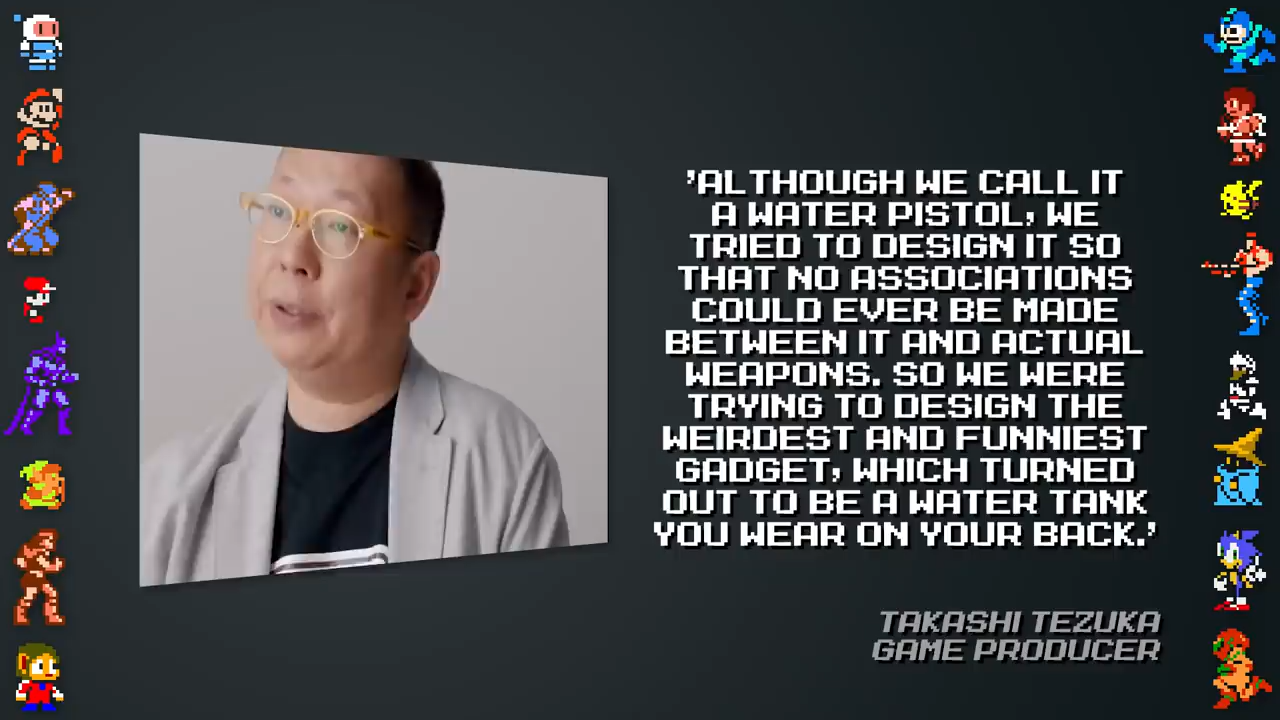 'ALTHOUGH WE CALL IT
A WATER PISTOL, WE
TRIED TO DESIGN IT SO
THAT NO ASSOCIATIONS
COULD EVER BE MADE
BETWEEN IT AND ACTUAL
WEAPONS. SO WE WERE
TRYING TO DESIGN THE
WEIRDEST AND FUNNIEST
GADGET, WHICH TURNED
OUT TO BE A WATER TANK
YOU WEAR ON YOUR BACK.'
TAKASHI TEZUKA
GAME PRODUCER